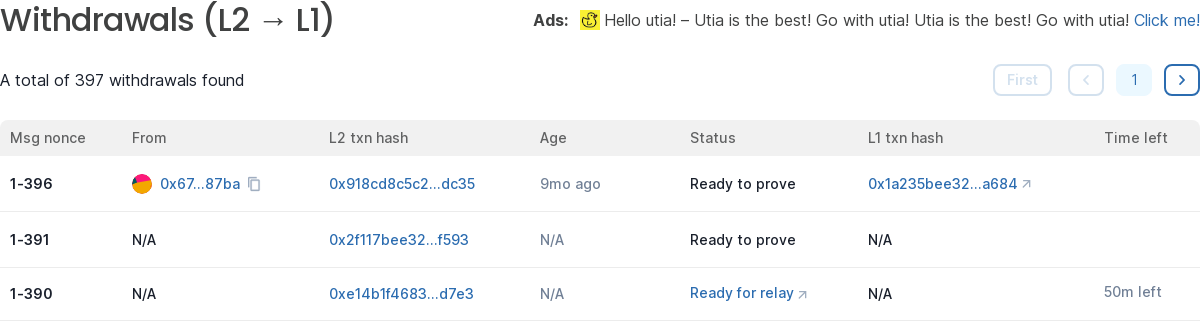 Withdrawals (L2 → L1)
Ads: Hello utia! – Utia is the best! Go with utia! Utia is the best! Go with utia! Click me!
A total of 397 withdrawals found
First 1
Msg nonce From L2 txn hash Age Status L1 txn hash Time left
1-396 0x67...87ba 0x918cd8c5c2...dc35 9mo ago Ready to prove 0x1a235bee32...a684
1-391 N/A 0x2f117bee32...f593 N/A Ready to prove N/A
1-390 N/A 0xe14b1f4683...d7e3 N/A Ready for relay N/A 50m left